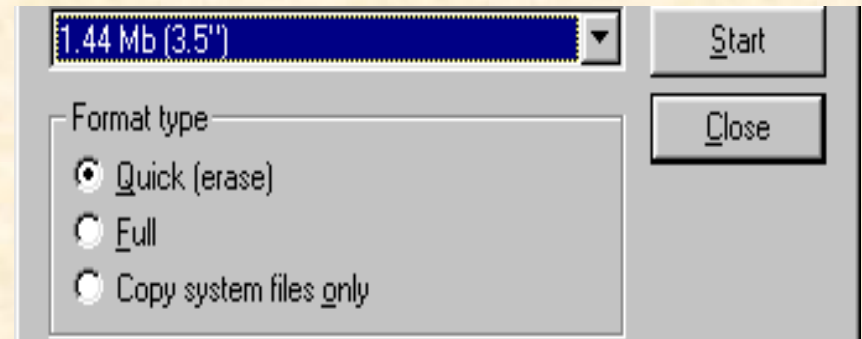 1.44 Mb (3.5")
Start
Close
Format type
Quick (erase)
Full
Copy system files only